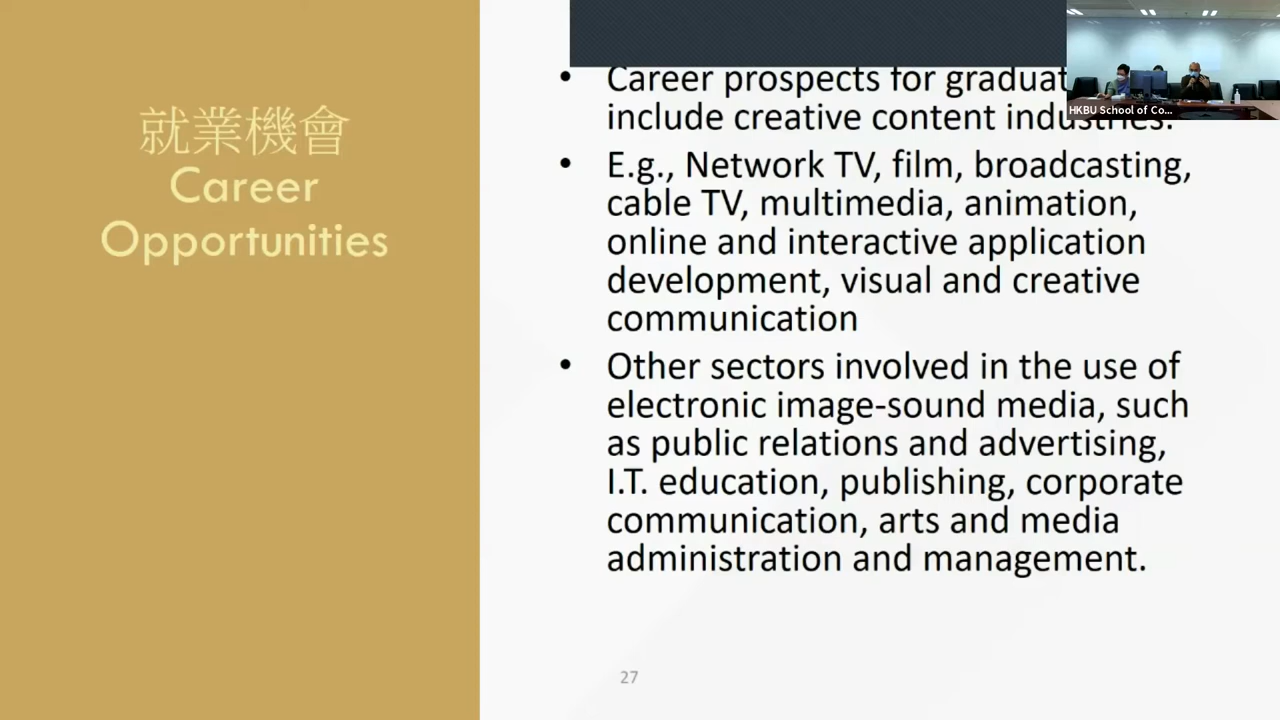 就業機會
Career
Opportunities
• Career prospects for graduat
include creative content industries.
• E.g., Network TV, film, broadcasting,
cable TV, multimedia, animation,
online and interactive application
development, visual and creative
communication
• Other sectors involved in the use of
electronic image-sound media, such
as public relations and advertising,
I.T. education, publishing, corporate
communication, arts and media
administration and management.
27
HKBU School of Co...